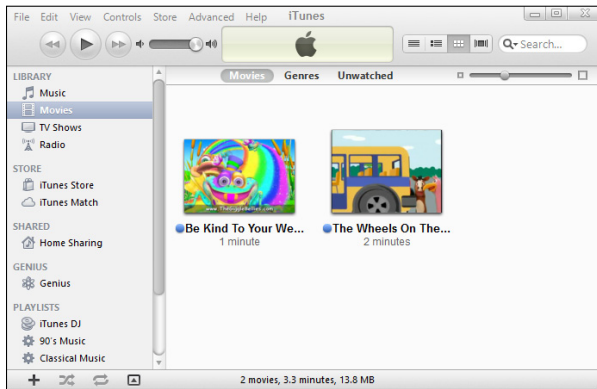 File Edit View Controls Store Advanced Help iTunes
Search...
LIBRARY
Music
Movies
TV Shows
Radio
STORE
iTunes Store
iTunes Match
SHARED
Home Sharing
GENIUS
Genius
PLAYLISTS
iTunes DJ
90's Music
Classical Music
Movies Genres Unwatched
Be Kind To Your We...
1 minute
The Wheels On The...
2 minutes
2 movies, 3.3 minutes, 13.8 MB